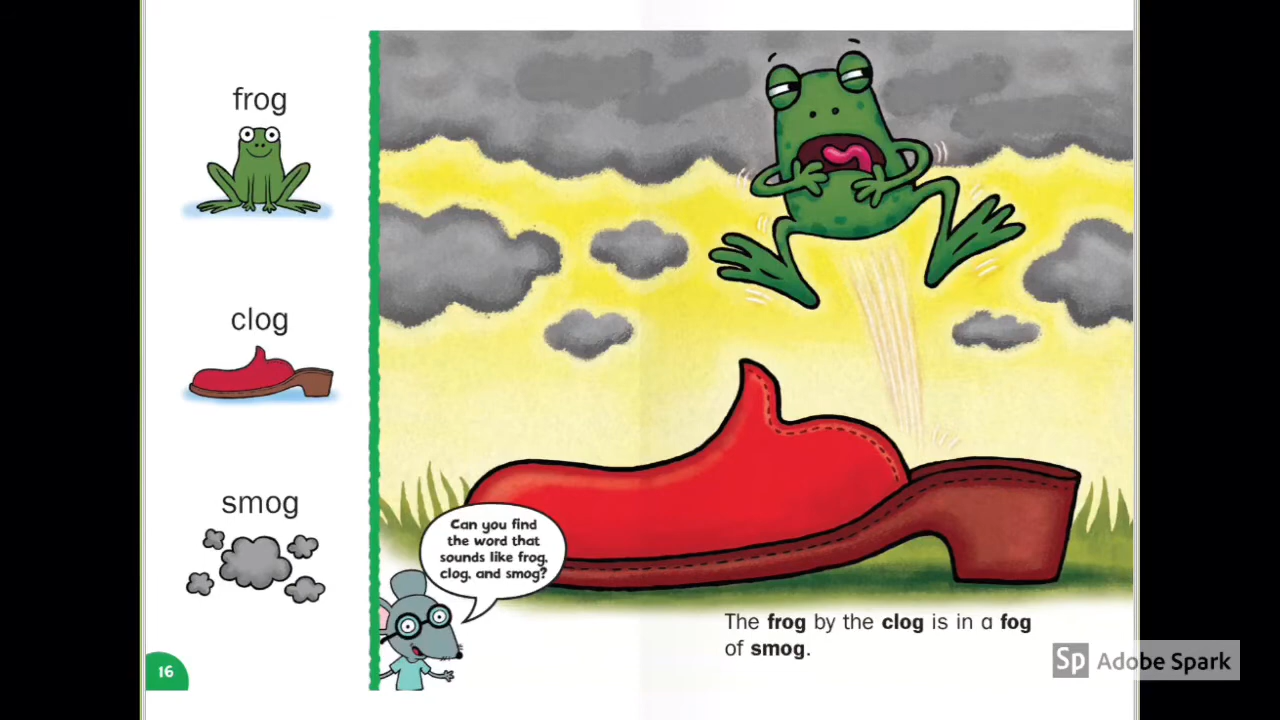 frog
clog
smog
16
Can you find
the word that
sounds like frog,
clog, and smog?
The frog by the clog is in a fog
of smog.
Sp Adobe Spark